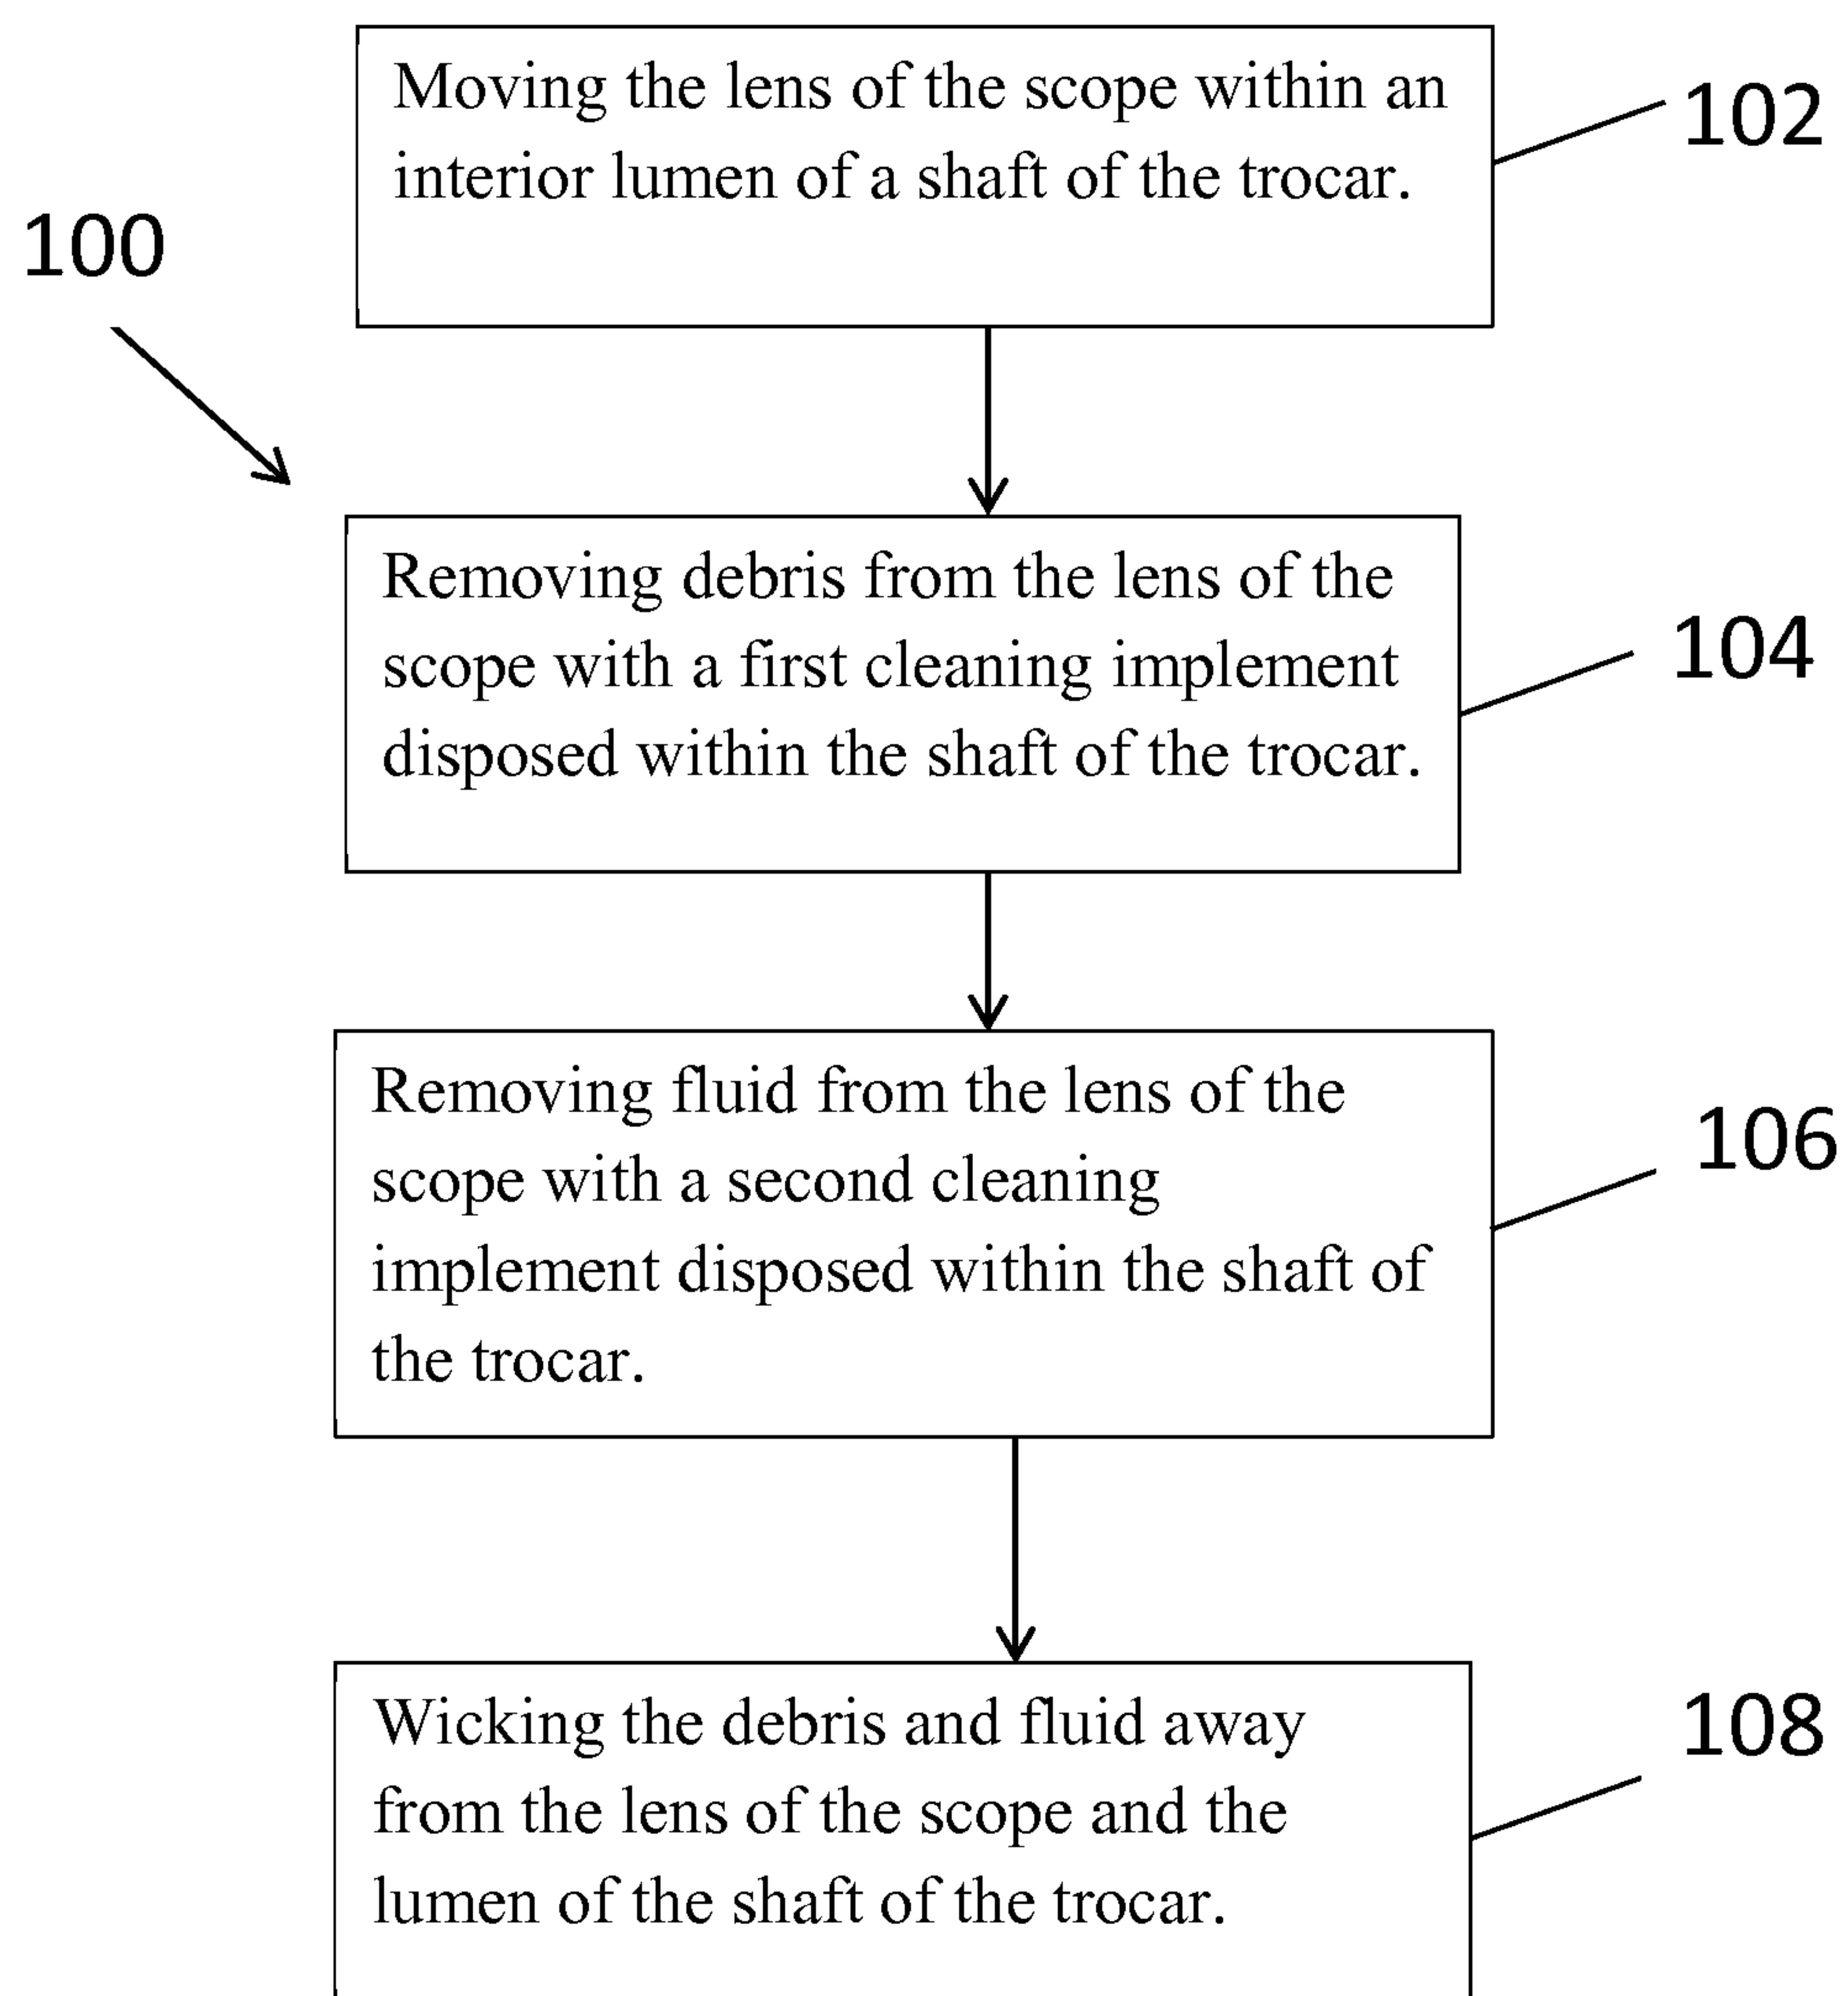 Moving the lens of the scope within an
interior lumen of a shaft of the trocar.
102
100
Removing debris from the lens of the
scope with a first cleaning implement
disposed within the shaft of the trocar.
104
Removing fluid from the lens of the
scope with a second cleaning
implement disposed within the shaft of
the trocar.
106
Wicking the debris and fluid away
from the lens of the scope and the
lumen of the shaft of the trocar.
108